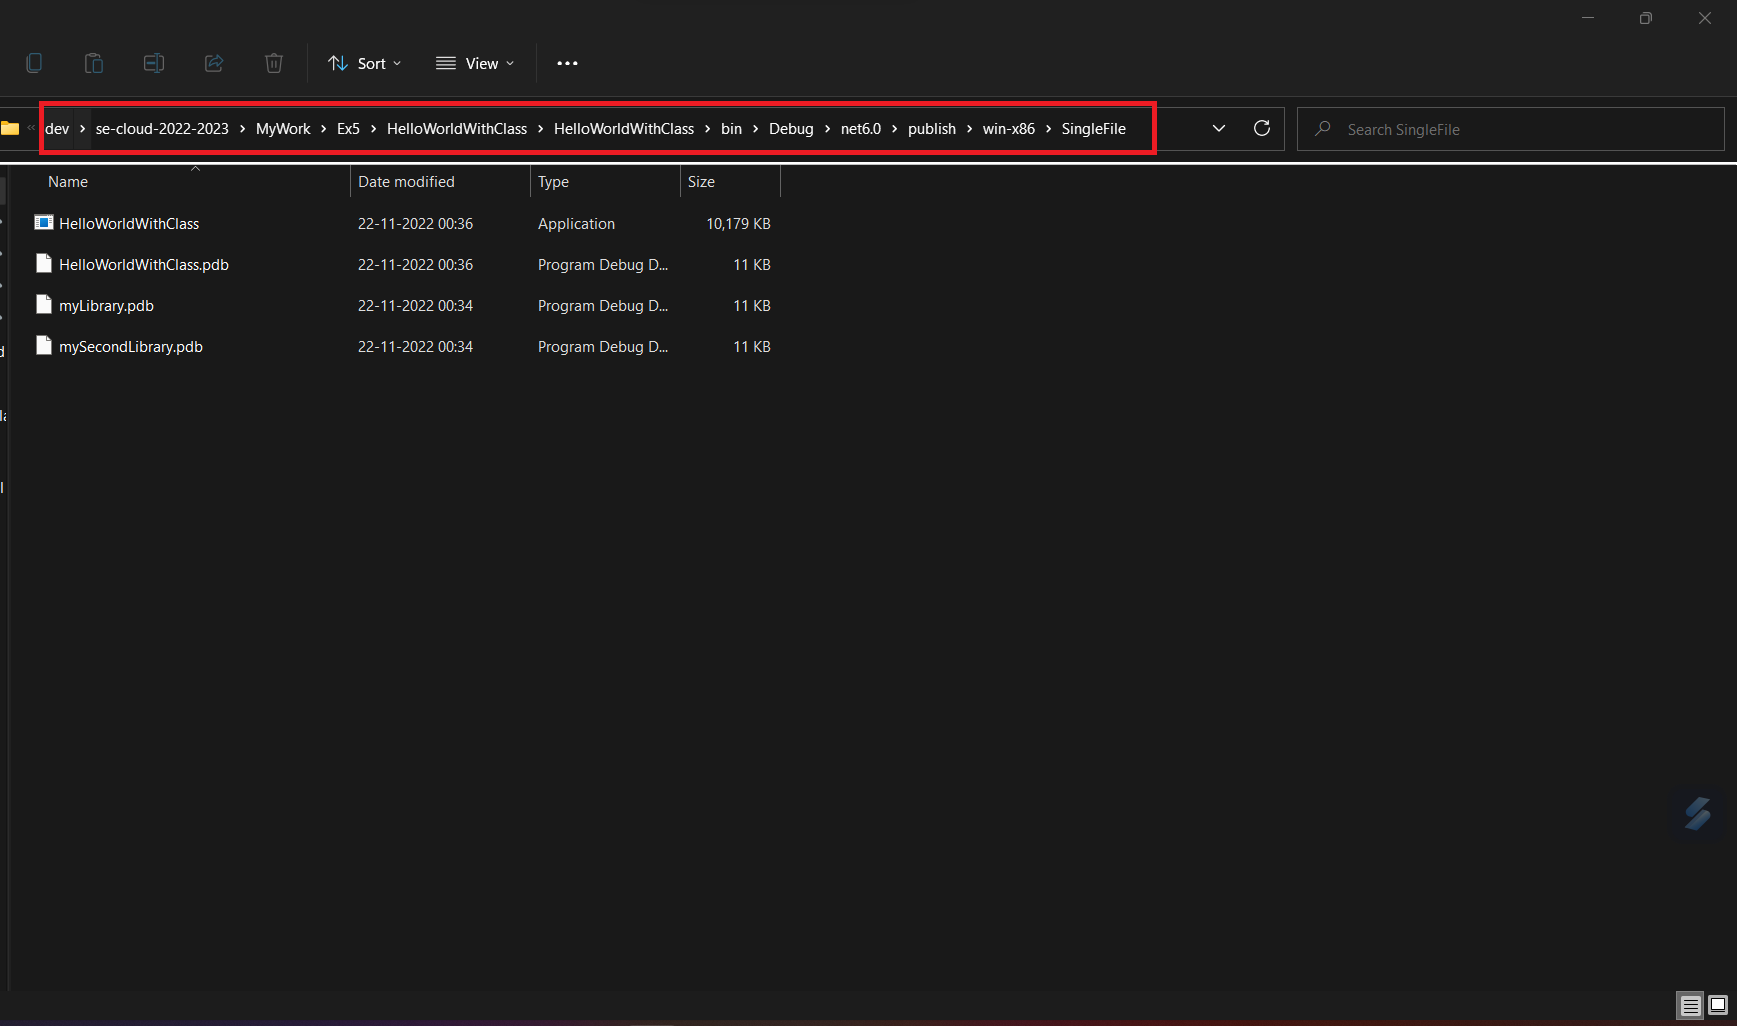 Sort View
« dev > se-cloud-2022-2023 > MyWork > Ex5 > HelloWorldWithClass > HelloWorldWithClass > bin > Debug > net6.0 > publish > win-x86 > SingleFile Search SingleFile
Name Date modified Type Size
HelloWorldWithClass 22-11-2022 00:36 Application 10,179 KB
HelloWorldWithClass.pdb 22-11-2022 00:36 Program Debug D... 11 KB
myLibrary.pdb 22-11-2022 00:34 Program Debug D... 11 KB
mySecondLibrary.pdb 22-11-2022 00:34 Program Debug D... 11 KB